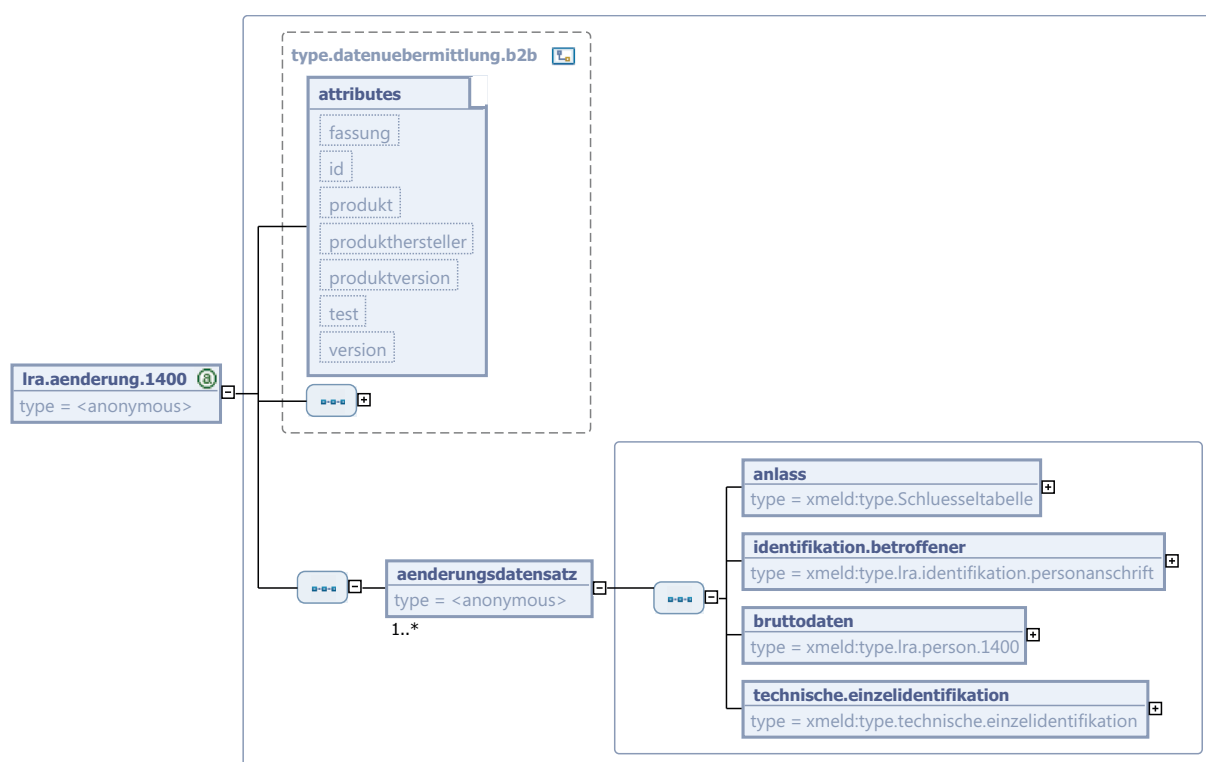 type.datenuebermittlung.b2b
attributes
fassung
id
produkt
produkthersteller
produktversion
test
version
lra.aenderung.1400 a
type = <anonymous>
aenderungsdatensatz
type = <anonymous>
1..*
anlass
type = xmeld:type.Schluesseltabelle
identifikation.betroffener
type = xmeld:type.lra.identifikation.personanschrift
bruttodaten
type = xmeld:type.lra.person.1400
technische.einzelidentifikation
type = xmeld:type.technische.einzelidentifikation